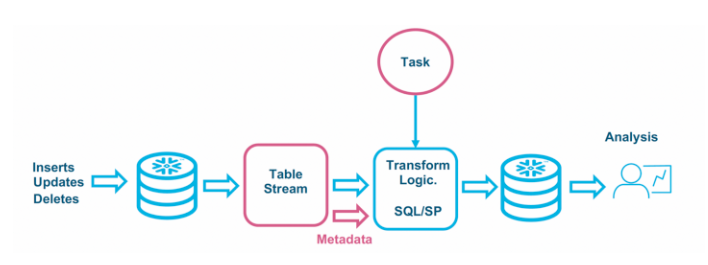 Task
Inserts
Updates
Deletes
Table
Stream
Transform
Logic.
SQL/SP
Metadata
Analysis